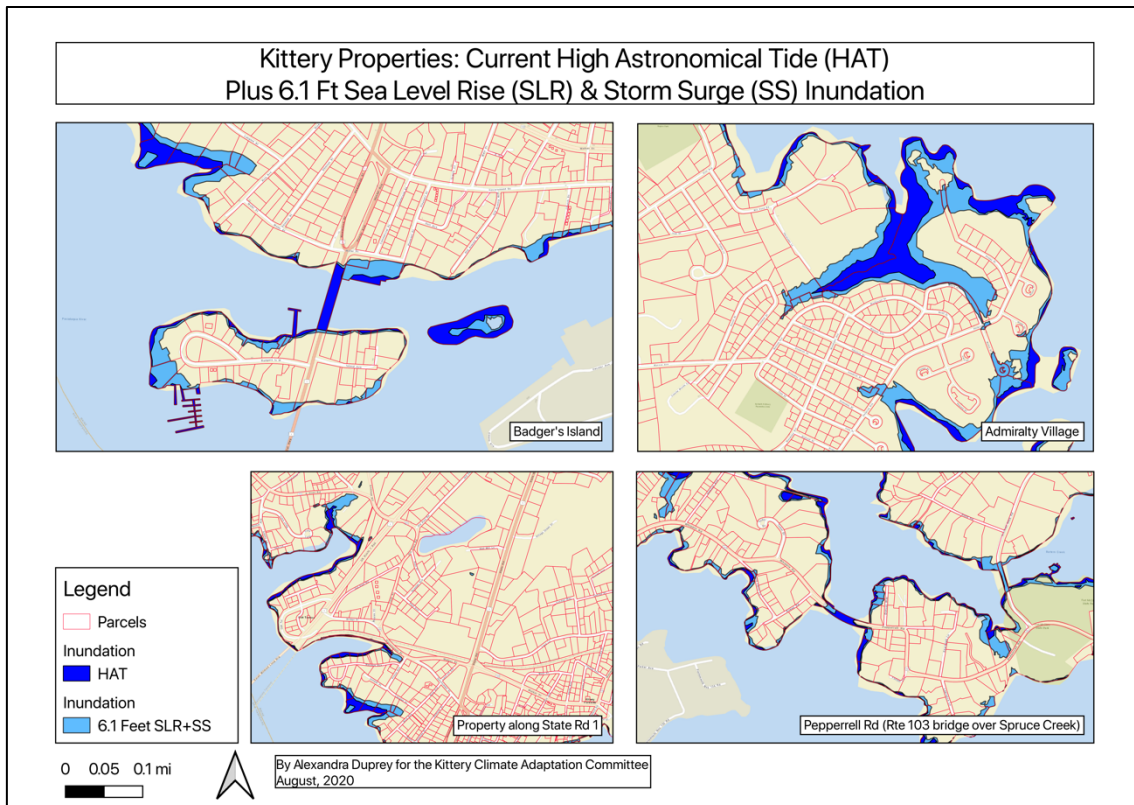 Kittery Properties: Current High Astronomical Tide (HAT)
Plus 6.1 Ft Sea Level Rise (SLR) & Storm Surge (SS) Inundation
Badger's Island
Admiralty Village
Property along State Rd 1
Pepperrell Rd (Rte 103 bridge over Spruce Creek)
Legend
Parcels
Inundation
HAT
Inundation
6.1 Feet SLR+SS
0 0.05 0.1 mi
By Alexandra Duprey for the Kittery Climate Adaptation Committee
August, 2020